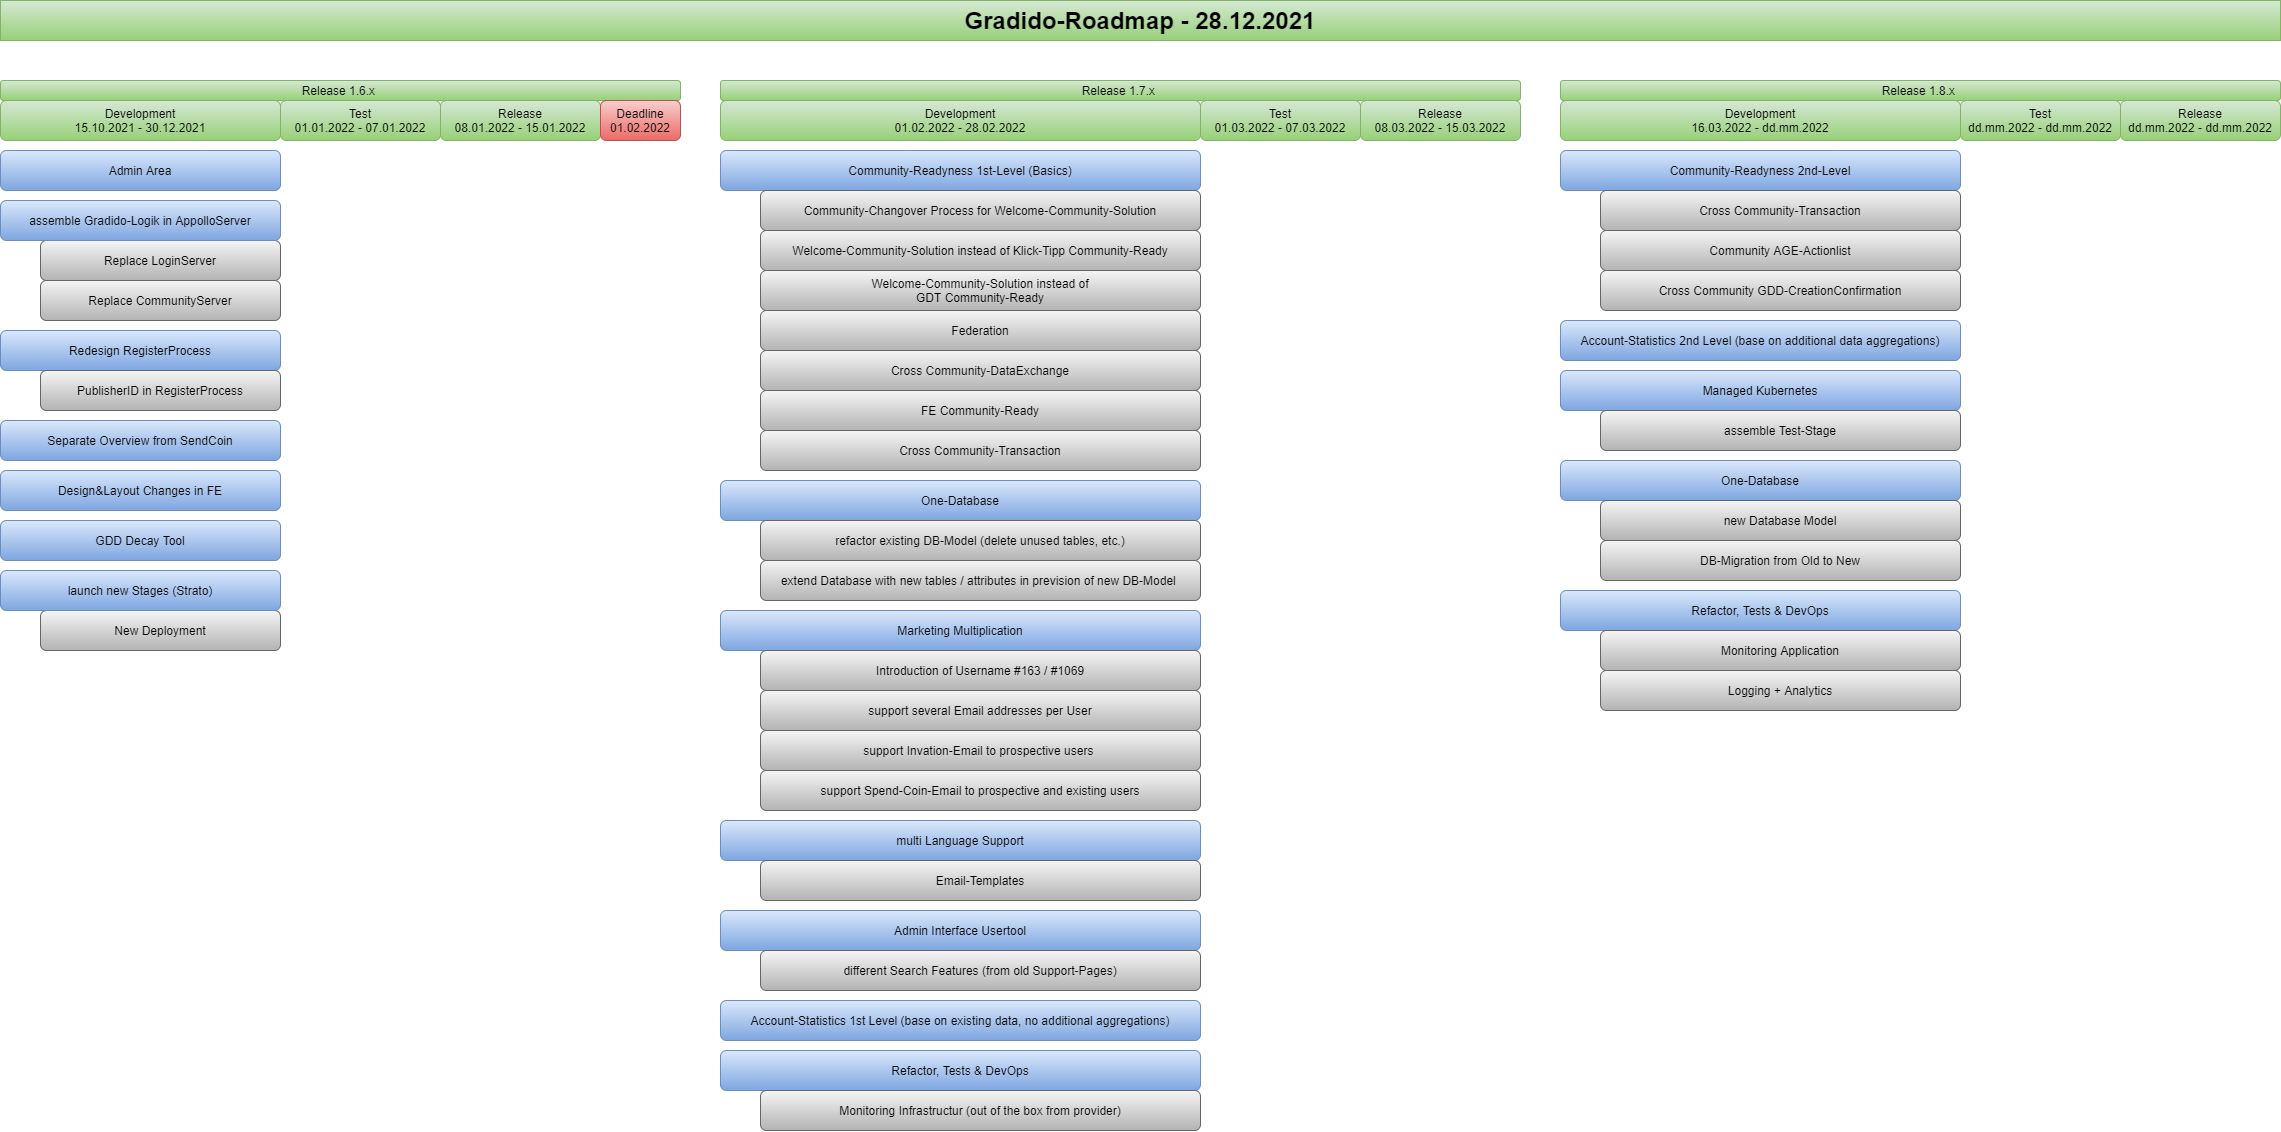 Gradido-Roadmap - 28.12.2021
Release 1.6.x
Development
15.10.2021 - 30.12.2021
Test
01.01.2022 - 07.01.2022
Release
08.01.2022 - 15.01.2022
Deadline
01.02.2022
Admin Area
assemble Gradido-Logik in AppolloServer
Replace LoginServer
Replace CommunityServer
Redesign RegisterProcess
PublisherID in RegisterProcess
Separate Overview from SendCoin
Design&Layout Changes in FE
GDD Decay Tool
launch new Stages (Strato)
New Deployment
Release 1.7.x
Development
01.02.2022 - 28.02.2022
Test
01.03.2022 - 07.03.2022
Release
08.03.2022 - 15.03.2022
Community-Readyness 1st-Level (Basics)
Community-Changover Process for Welcome-Community-Solution
Welcome-Community-Solution instead of Klick-Tipp Community-Ready
Welcome-Community-Solution instead of
GDT Community-Ready
Federation
Cross Community-DataExchange
FE Community-Ready
Cross Community-Transaction
One-Database
refactor existing DB-Model (delete unused tables, etc.)
extend Database with new tables / attributes in prevision of new DB-Model
Marketing Multiplication
Introduction of Username #163 / #1069
support several Email addresses per User
support Invation-Email to prospective users
support Spend-Coin-Email to prospective and existing users
multi Language Support
Email-Templates
Admin Interface Usertool
different Search Features (from old Support-Pages)
Account-Statistics 1st Level (base on existing data, no additional aggregations)
Refactor, Tests & DevOps
Monitoring Infrastructur (out of the box from provider)
Release 1.8.x
Development
16.03.2022 - dd.mm.2022
Test
dd.mm.2022 - dd.mm.2022
Release
dd.mm.2022 - dd.mm.2022
Community-Readyness 2nd-Level
Cross Community-Transaction
Community AGE-Actionlist
Cross Community GDD-CreationConfirmation
Account-Statistics 2nd Level (base on additional data aggregations)
Managed Kubernetes
assemble Test-Stage
One-Database
new Database Model
DB-Migration from Old to New
Refactor, Tests & DevOps
Monitoring Application
Logging + Analytics